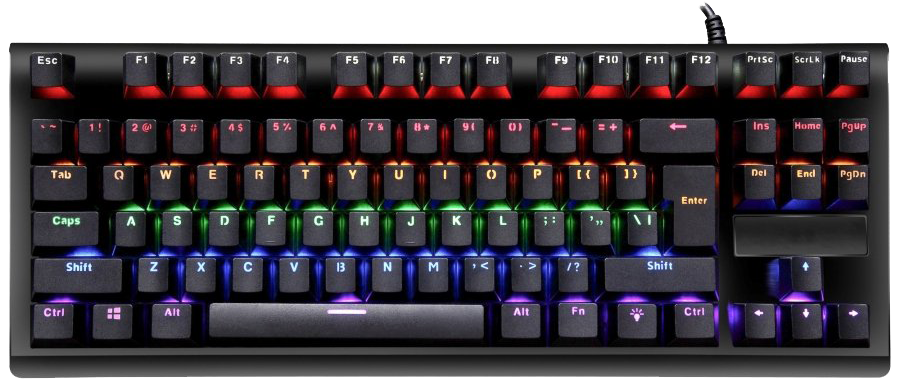 Esc F1 F2 F3 F4 F5 F6 F7 F8 F9 F10 F11 F12 PrtSc ScrLk Pause
` ~ 1 ! 2 @ 3 # 4 $ 5 % 6 ^ 7 & 8 * 9 ( 0 ) - _ = + ← Ins Home PgUp
Tab Q W E R T Y U I O P [ { ] } Enter Del End PgDn
Caps A S D F G H J K L ; : ' ,, \ |
Shift Z X C V B N M , < . > / ? Shift ↑
Ctrl Alt Alt Fn Ctrl ← ↓ →